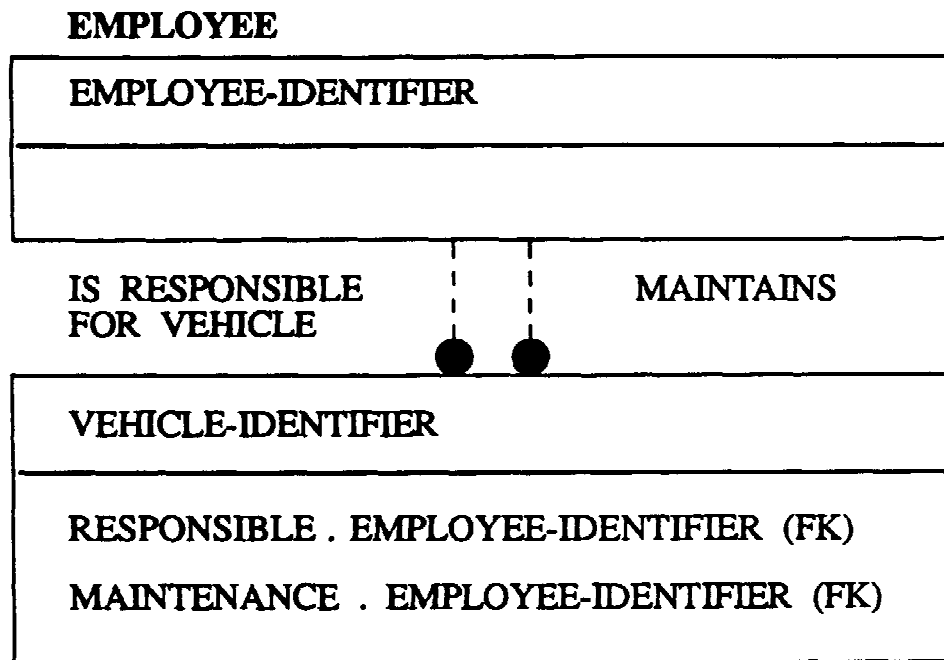 EMPLOYEE
EMPLOYEE-IDENTIFIER
IS RESPONSIBLE
FOR VEHICLE
MAINTAINS
VEHICLE-IDENTIFIER
RESPONSIBLE . EMPLOYEE-IDENTIFIER (FK)
MAINTENANCE . EMPLOYEE-IDENTIFIER (FK)